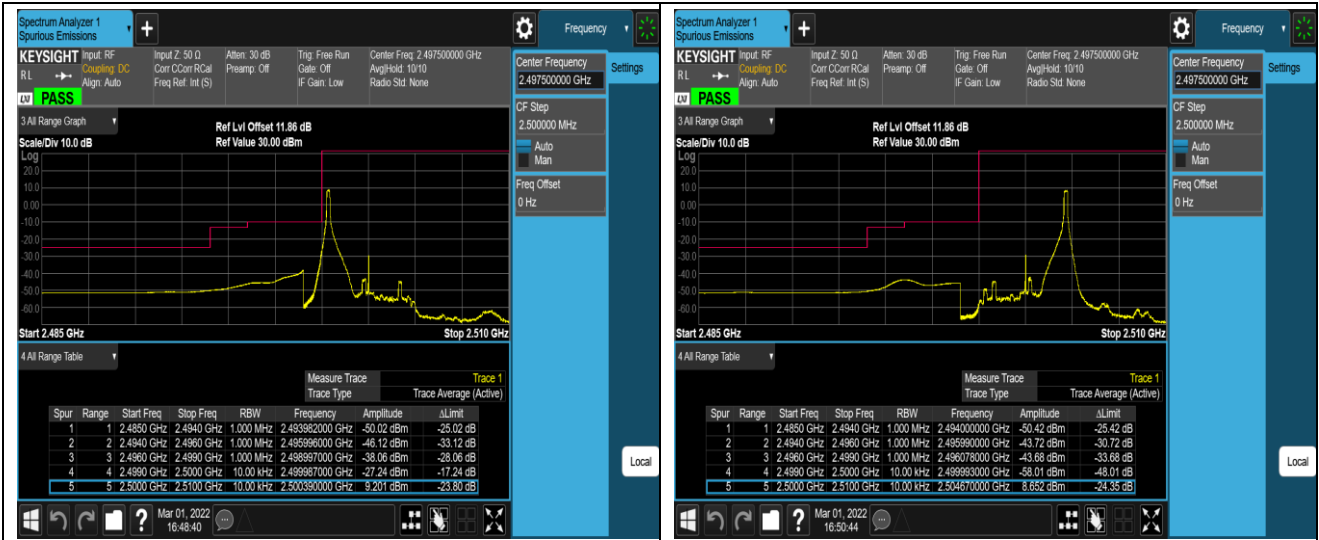 Spectrum Analyzer 1
Spurious Emissions
+
Frequency
KEYSIGHT Input: RF Input Z: 50 Ω Atten: 30 dB Trig: Free Run Center Freq: 2.497500000 GHz
RL Coupling: DC Corr CCorr RCal Preamp: Off Gate: Off Avg|Hold: 10/10
Align: Auto Freq Ref: Int (S) IF Gain: Low Radio Std: None
LXI PASS
Center Frequency
2.497500000 GHz
Settings
CF Step
2.500000 MHz
Auto
Man
Freq Offset
0 Hz
3 All Range Graph
Ref Lvl Offset 11.86 dB
Scale/Div 10.0 dB Ref Value 30.00 dBm
Log
20.0
10.0
0.00
-10.0
-20.0
-30.0
-40.0
-50.0
-60.0
Start 2.485 GHz Stop 2.510 GHz
4 All Range Table
Measure Trace Trace 1
Trace Type Trace Average (Active)
Spur Range Start Freq Stop Freq RBW Frequency Amplitude ΔLimit
1 1 2.4850 GHz 2.4940 GHz 1.000 MHz 2.493982000 GHz -50.02 dBm -25.02 dB
2 2 2.4940 GHz 2.4960 GHz 1.000 MHz 2.495996000 GHz -46.12 dBm -33.12 dB
3 3 2.4960 GHz 2.4990 GHz 1.000 MHz 2.498997000 GHz -38.06 dBm -28.06 dB
4 4 2.4990 GHz 2.5000 GHz 10.00 kHz 2.499987000 GHz -27.24 dBm -17.24 dB
5 5 2.5000 GHz 2.5100 GHz 10.00 kHz 2.500390000 GHz 9.201 dBm -23.80 dB
Local
?
Mar 01, 2022
16:48:40
Spectrum Analyzer 1
Spurious Emissions
+
Frequency
KEYSIGHT Input: RF Input Z: 50 Ω Atten: 30 dB Trig: Free Run Center Freq: 2.497500000 GHz
RL Coupling: DC Corr CCorr RCal Preamp: Off Gate: Off Avg|Hold: 10/10
Align: Auto Freq Ref: Int (S) IF Gain: Low Radio Std: None
LXI PASS
Center Frequency
2.497500000 GHz
Settings
CF Step
2.500000 MHz
Auto
Man
Freq Offset
0 Hz
3 All Range Graph
Ref Lvl Offset 11.86 dB
Scale/Div 10.0 dB Ref Value 30.00 dBm
Log
20.0
10.0
0.00
-10.0
-20.0
-30.0
-40.0
-50.0
-60.0
Start 2.485 GHz Stop 2.510 GHz
4 All Range Table
Measure Trace Trace 1
Trace Type Trace Average (Active)
Spur Range Start Freq Stop Freq RBW Frequency Amplitude ΔLimit
1 1 2.4850 GHz 2.4940 GHz 1.000 MHz 2.494000000 GHz -50.42 dBm -25.42 dB
2 2 2.4940 GHz 2.4960 GHz 1.000 MHz 2.495990000 GHz -43.72 dBm -30.72 dB
3 3 2.4960 GHz 2.4990 GHz 1.000 MHz 2.496078000 GHz -43.68 dBm -33.68 dB
4 4 2.4990 GHz 2.5000 GHz 10.00 kHz 2.499993000 GHz -58.01 dBm -48.01 dB
5 5 2.5000 GHz 2.5100 GHz 10.00 kHz 2.504670000 GHz 8.652 dBm -24.35 dB
Local
?
Mar 01, 2022
16:50:44